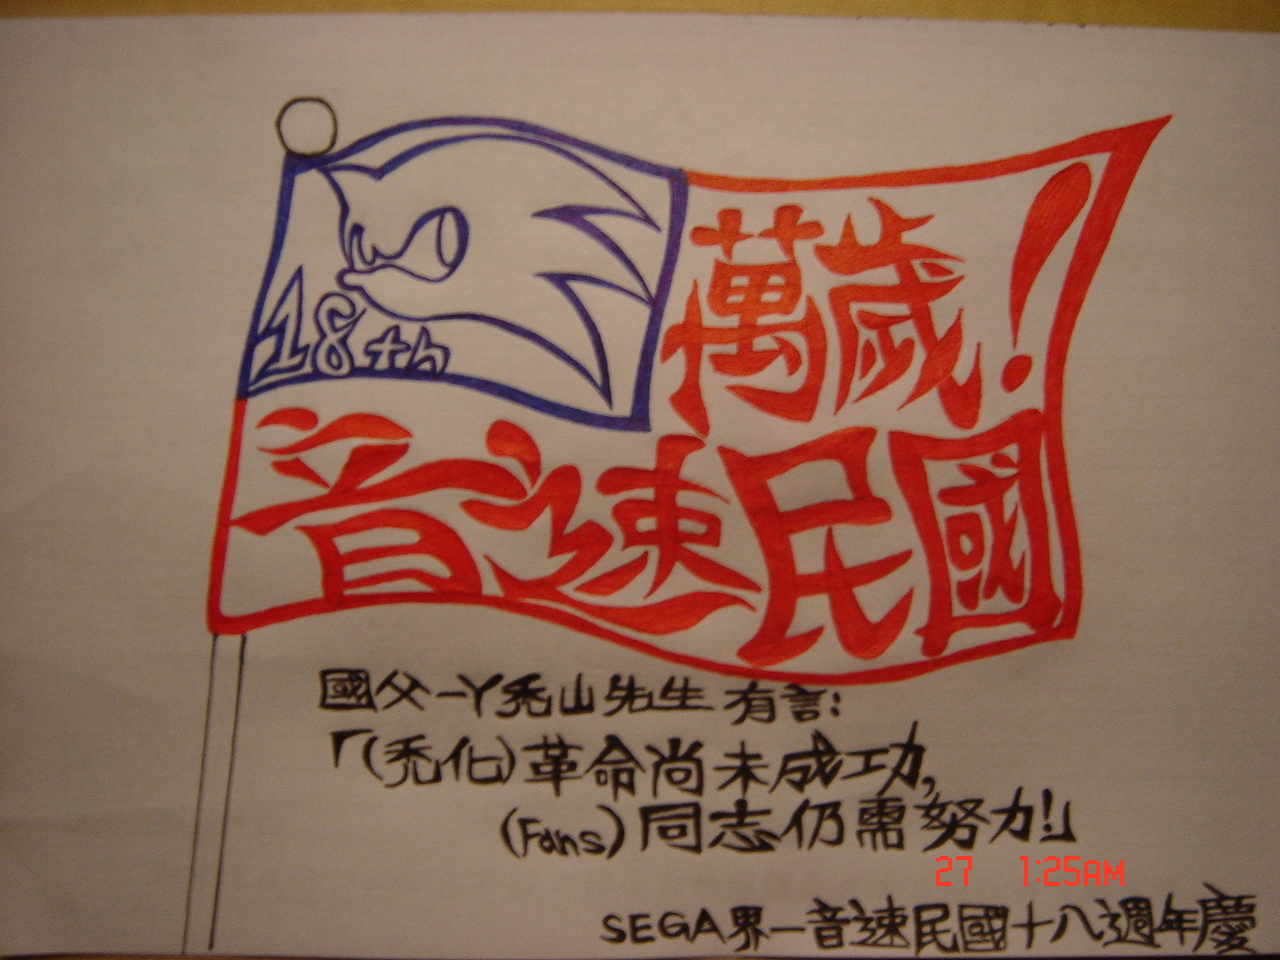 萬歲!
18th
音速民國
國父一丫禿山先生 有言:
「(禿化)革命尚未成功,
(Fans)同志仍需努力!」
27 1:25AM
SEGA界一音速民國十八週年慶